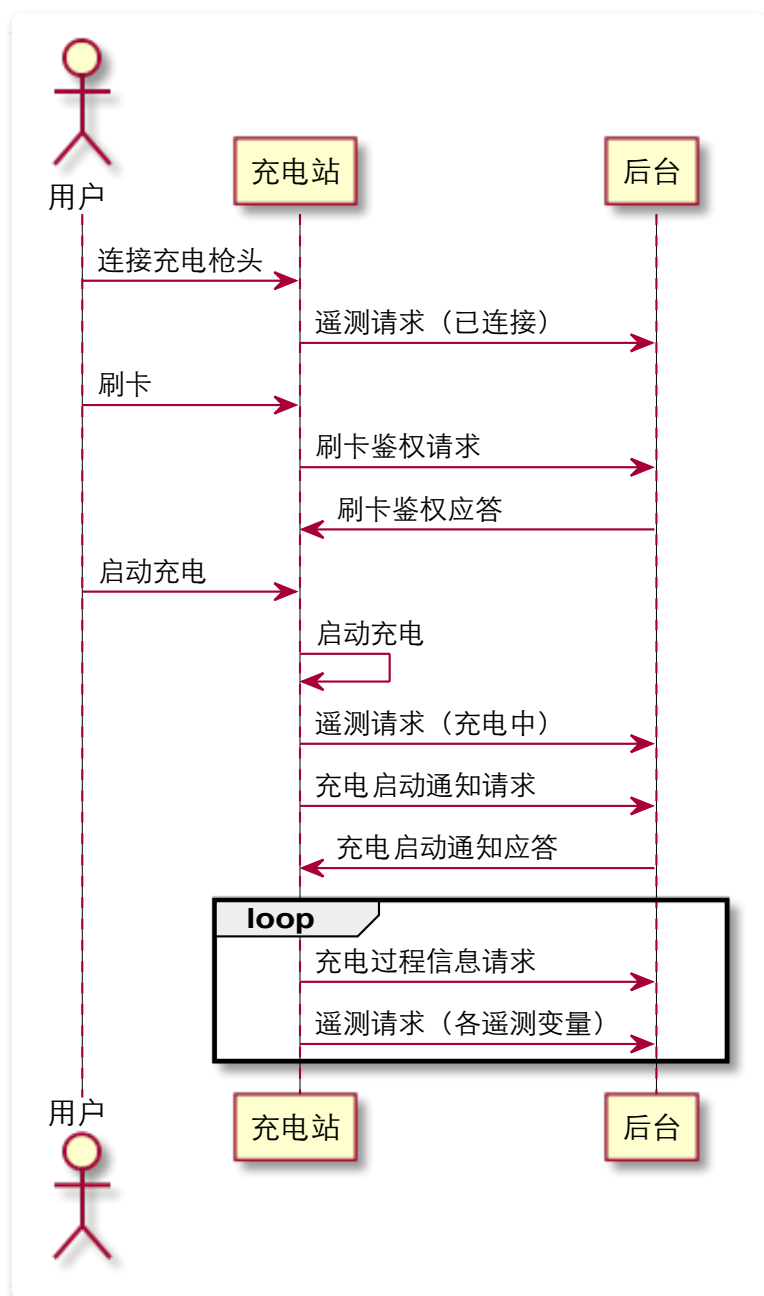 用户
充电站
后台
连接充电枪头
遥测请求（已连接）
刷卡
刷卡鉴权请求
刷卡鉴权应答
启动充电
启动充电
遥测请求（充电中）
充电启动通知请求
充电启动通知应答
loop
充电过程信息请求
遥测请求（各遥测变量）
用户
充电站
后台